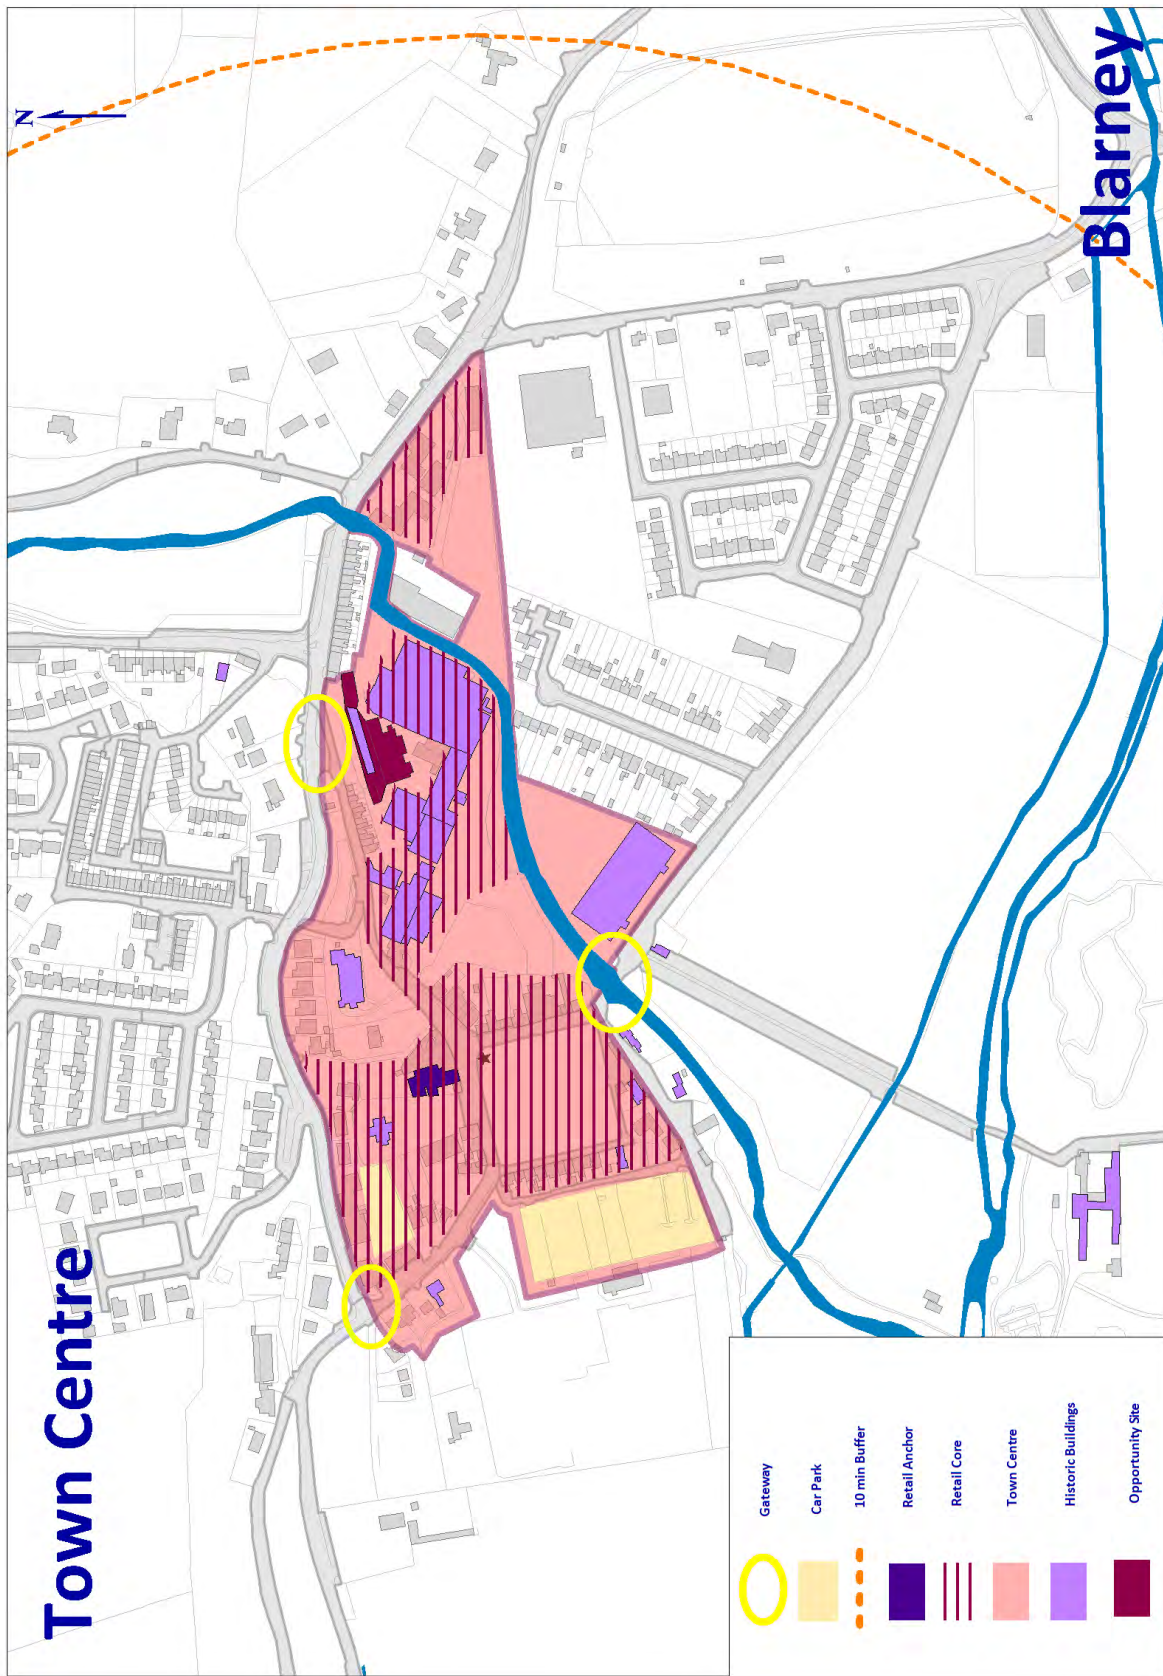 Town Centre
N
Blarney
Gateway
Car Park
10 min Buffer
Retail Anchor
Retail Core
Town Centre
Historic Buildings
Opportunity Site